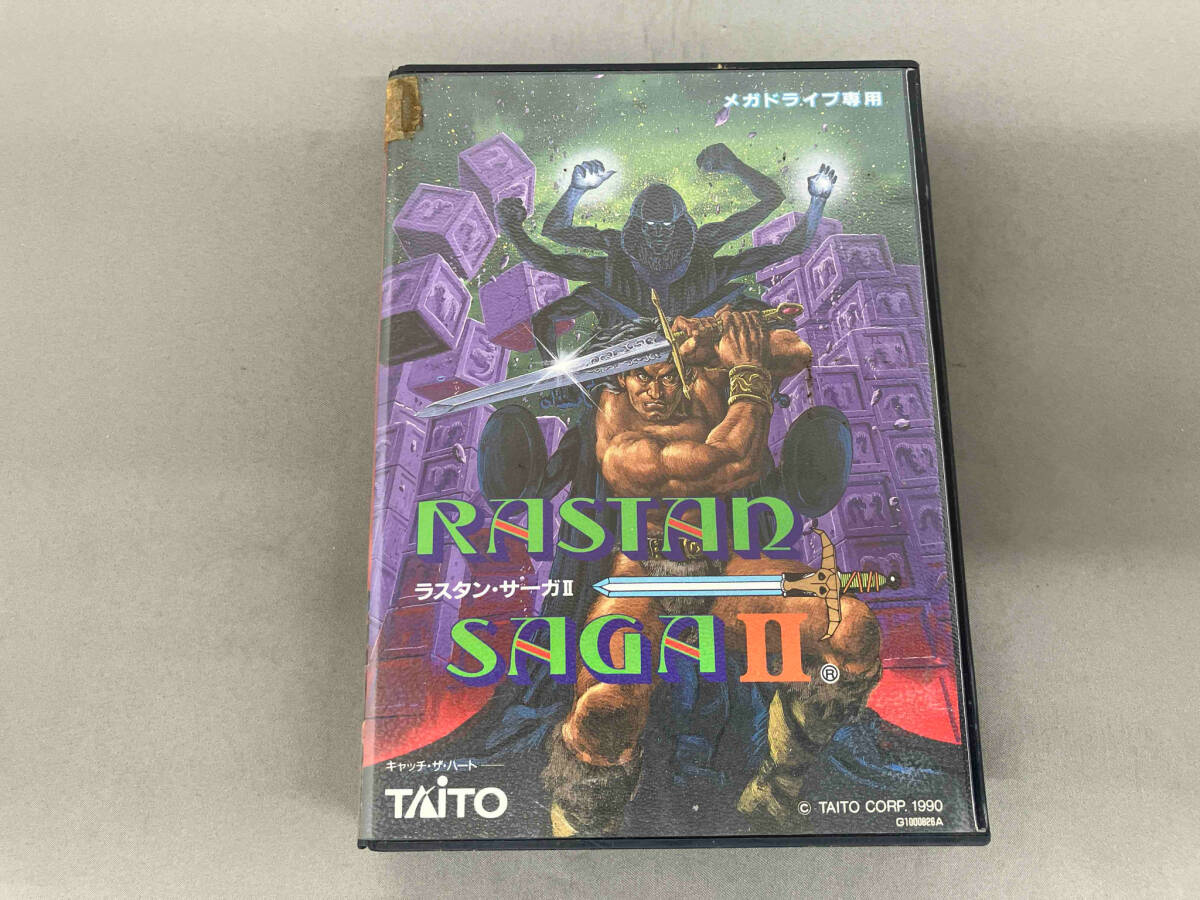 メガドライブ専用
RASTAN
ラスタン・サーガII
SAGA II ®
キャッチ・ザ・ハート
TAITO
© TAITO CORP. 1990
G1000826A